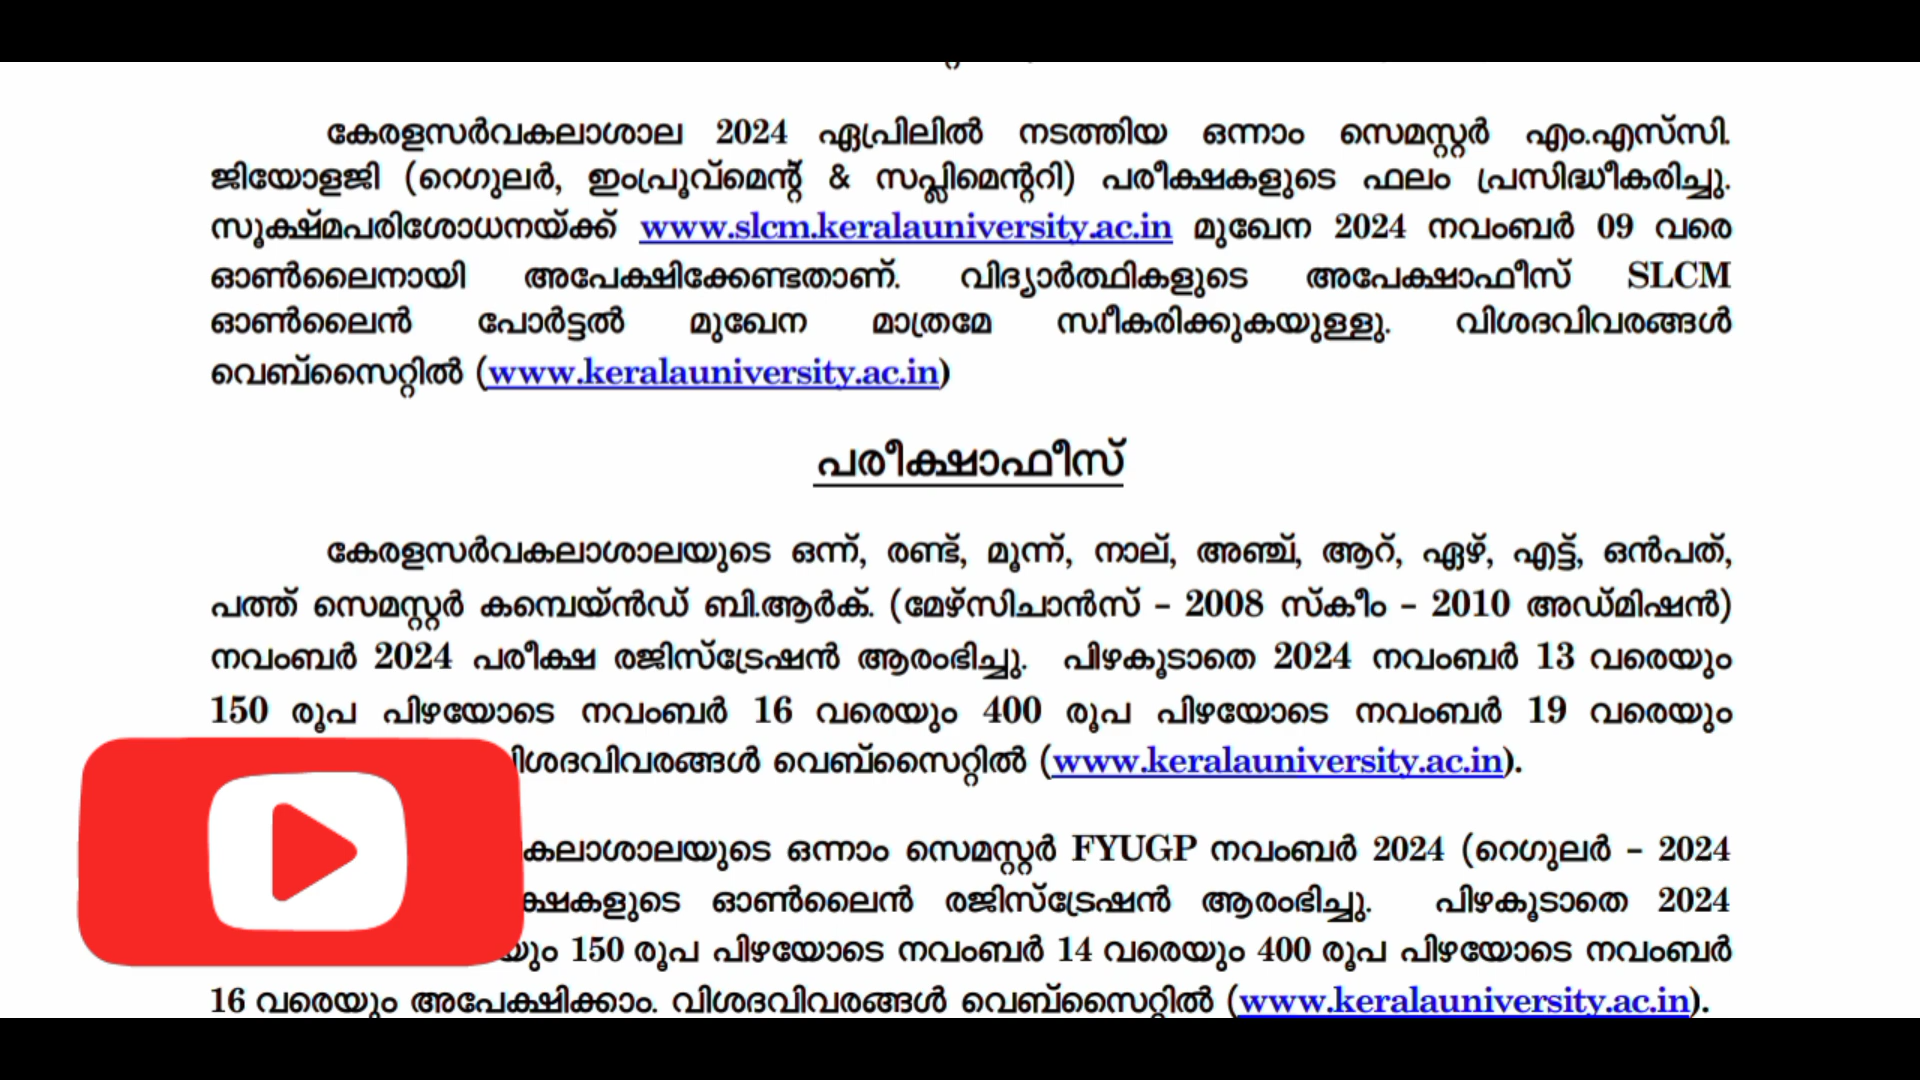 കേരളസർവകലാശാല 2024 ഏപ്രിലിൽ നടത്തിയ ഒന്നാം സെമസ്റ്റർ എം.എസ്‌സി.
ജിയോളജി (റെഗുലർ, ഇംപ്രൂവ്‌മെന്റ് & സപ്ലിമെന്ററി) പരീക്ഷകളുടെ ഫലം പ്രസിദ്ധീകരിച്ചു.
സൂക്ഷ്മപരിശോധനയ്ക്ക് www.slcm.keralauniversity.ac.in മുഖേന 2024 നവംബർ 09 വരെ
ഓൺലൈനായി അപേക്ഷിക്കേണ്ടതാണ്. വിദ്യാർത്ഥികളുടെ അപേക്ഷാഫീസ് SLCM
ഓൺലൈൻ പോർട്ടൽ മുഖേന മാത്രമേ സ്വീകരിക്കുകയുള്ളു. വിശദവിവരങ്ങൾ
വെബ്സൈറ്റിൽ (www.keralauniversity.ac.in)
പരീക്ഷാഫീസ്
കേരളസർവകലാശാലയുടെ ഒന്ന്, രണ്ട്, മൂന്ന്, നാല്, അഞ്ച്, ആറ്, ഏഴ്, എട്ട്, ഒൻപത്,
പത്ത് സെമസ്റ്റർ കമ്പെയ്ൻഡ് ബി.ആർക്. (മേഴ്സിചാൻസ് – 2008 സ്കീം – 2010 അഡ്മിഷൻ)
നവംബർ 2024 പരീക്ഷ രജിസ്ട്രേഷൻ ആരംഭിച്ചു. പിഴകൂടാതെ 2024 നവംബർ 13 വരെയും
150 രൂപ പിഴയോടെ നവംബർ 16 വരെയും 400 രൂപ പിഴയോടെ നവംബർ 19 വരെയും
വെബ്സൈറ്റിൽ (www.keralauniversity.ac.in).
ഒന്നാം സെമസ്റ്റർ FYUGP നവംബർ 2024 (റെഗുലർ – 2024
ഓൺലൈൻ രജിസ്ട്രേഷൻ ആരംഭിച്ചു. പിഴകൂടാതെ 2024
150 രൂപ പിഴയോടെ നവംബർ 14 വരെയും 400 രൂപ പിഴയോടെ നവംബർ
16 വരെയും അപേക്ഷിക്കാം. വിശദവിവരങ്ങൾ വെബ്സൈറ്റിൽ (www.keralauniversity.ac.in).